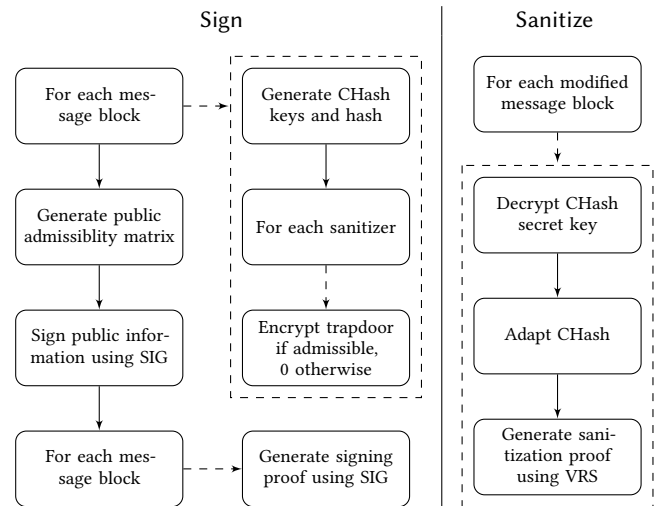 Sign
Sanitize
For each mes-
sage block
Generate CHash
keys and hash
For each modified
message block
Generate public
admissiblity matrix
For each sanitizer
Decrypt CHash
secret key
Sign public infor-
mation using SIG
Encrypt trapdoor
if admissible,
0 otherwise
Adapt CHash
For each mes-
sage block
Generate signing
proof using SIG
Generate sani-
tization proof
using VRS